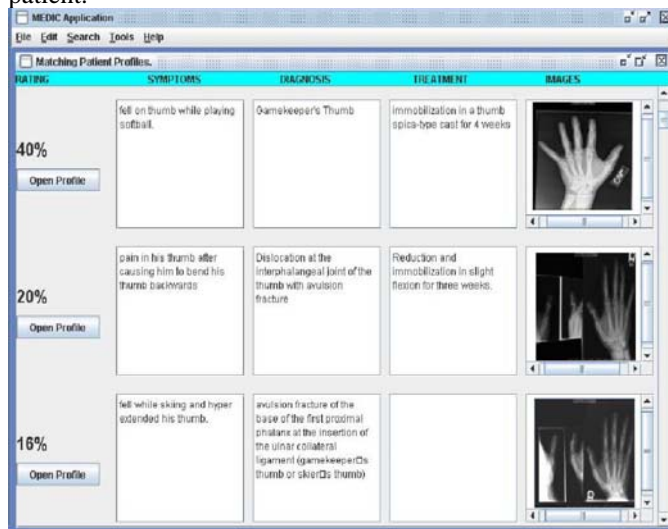 patient.
MEDIC Application
File Edit Search Tools Help
Matching Patient Profiles.
RATING SYMPTOMS DIAGNOSIS TREATMENT IMAGES
40%
Open Profile
fell on thumb while playing
softball.
Gamekeeper's Thumb
immobilization in a thumb
spica-type cast for 4 weeks
20%
Open Profile
pain in his thumb after
causing him to bend his
thumb backwards
Dislocation at the
interphalangeal joint of the
thumb with avulsion
fracture
Reduction and
immobilization in slight
flexion for three weeks.
16%
Open Profile
fell while skiing and hyper
extended his thumb.
avulsion fracture of the
base of the first proximal
phalanx at the insertion of
the ulnar collateral
ligament (gamekeeper□s
thumb or skier□s thumb)